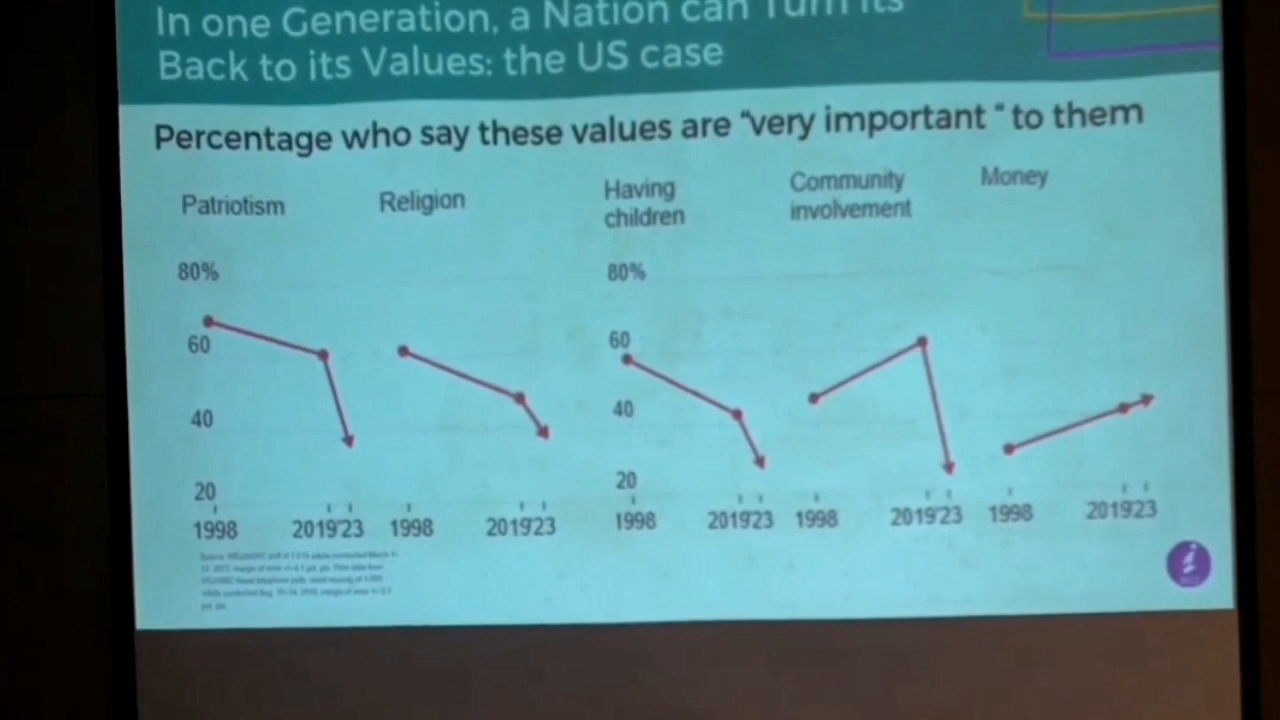 In one Generation, a Nation can Turn its
Back to its Values: the US case
Percentage who say these values are “very important “ to them
Patriotism
Religion
Having
children
Community
involvement
Money
80%
60
40
20
80%
60
40
20
1998 2019'23
1998 2019'23
1998 2019'23
1998 2019'23
1998 2019'23